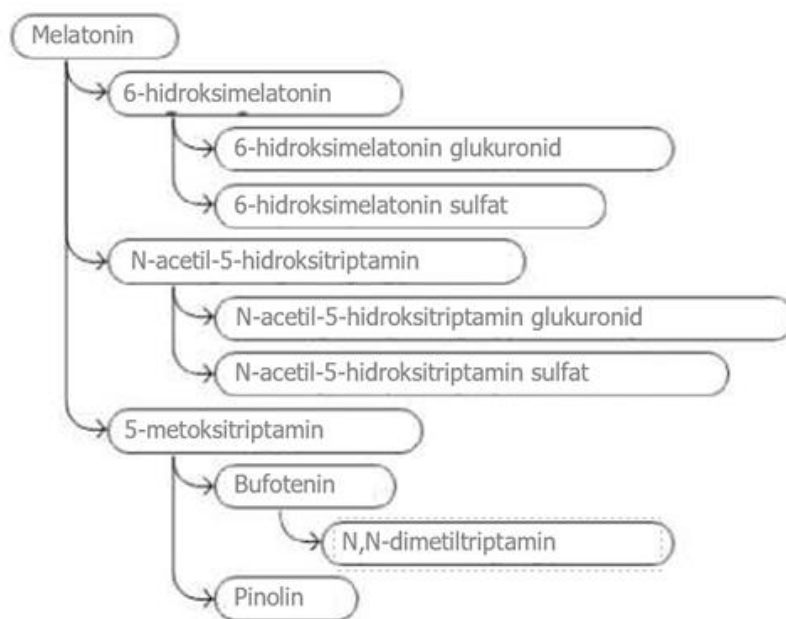 Melatonin
6-hidroksimelatonin
6-hidroksimelatonin glukuronid
6-hidroksimelatonin sulfat
N-acetil-5-hidroksitriptamin
N-acetil-5-hidroksitriptamin glukuronid
N-acetil-5-hidroksitriptamin sulfat
5-metoksitriptamin
Bufotenin
N,N-dimetiltriptamin
Pinolin